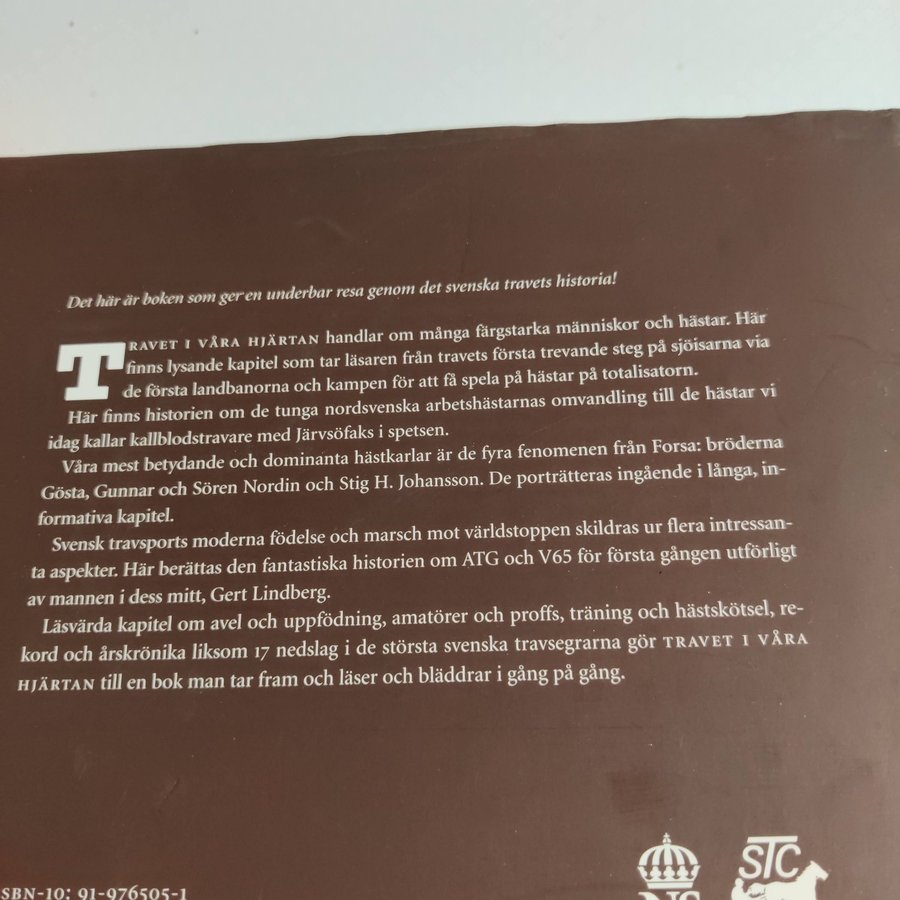 Det här är boken som ger en underbar resa genom det svenska travets historia!
TRAVET I VÅRA HJÄRTAN handlar om många färgstarka människor och hästar. Här
finns lysande kapitel som tar läsaren från travets första trevande steg på sjöisarna via
de första landbanorna och kampen för att få spela på hästar på totalisatorn.
Här finns historien om de tunga nordsvenska arbetshästarnas omvandling till de hästar vi
idag kallar kallblodstravare med Järvsöfaks i spetsen.
Våra mest betydande och dominanta hästkarlar är de fyra fenomenen från Forsa: bröderna
Gösta, Gunnar och Sören Nordin och Stig H. Johansson. De porträtteras ingående i långa, in-
formativa kapitel.
Svensk travsports moderna födelse och marsch mot världstoppen skildras ur flera intressan-
ta aspekter. Här berättas den fantastiska historien om ATG och V65 för första gången utförligt
av mannen i dess mitt, Gert Lindberg.
Läsvärda kapitel om avel och uppfödning, amatörer och proffs, träning och hästskötsel, re-
kord och årskrönika liksom 17 nedslag i de största svenska travsegrarna gör TRAVET I VÅRA
HJÄRTAN till en bok man tar fram och läser och bläddrar i gång på gång.
SBN-10: 91-976505-1
STC